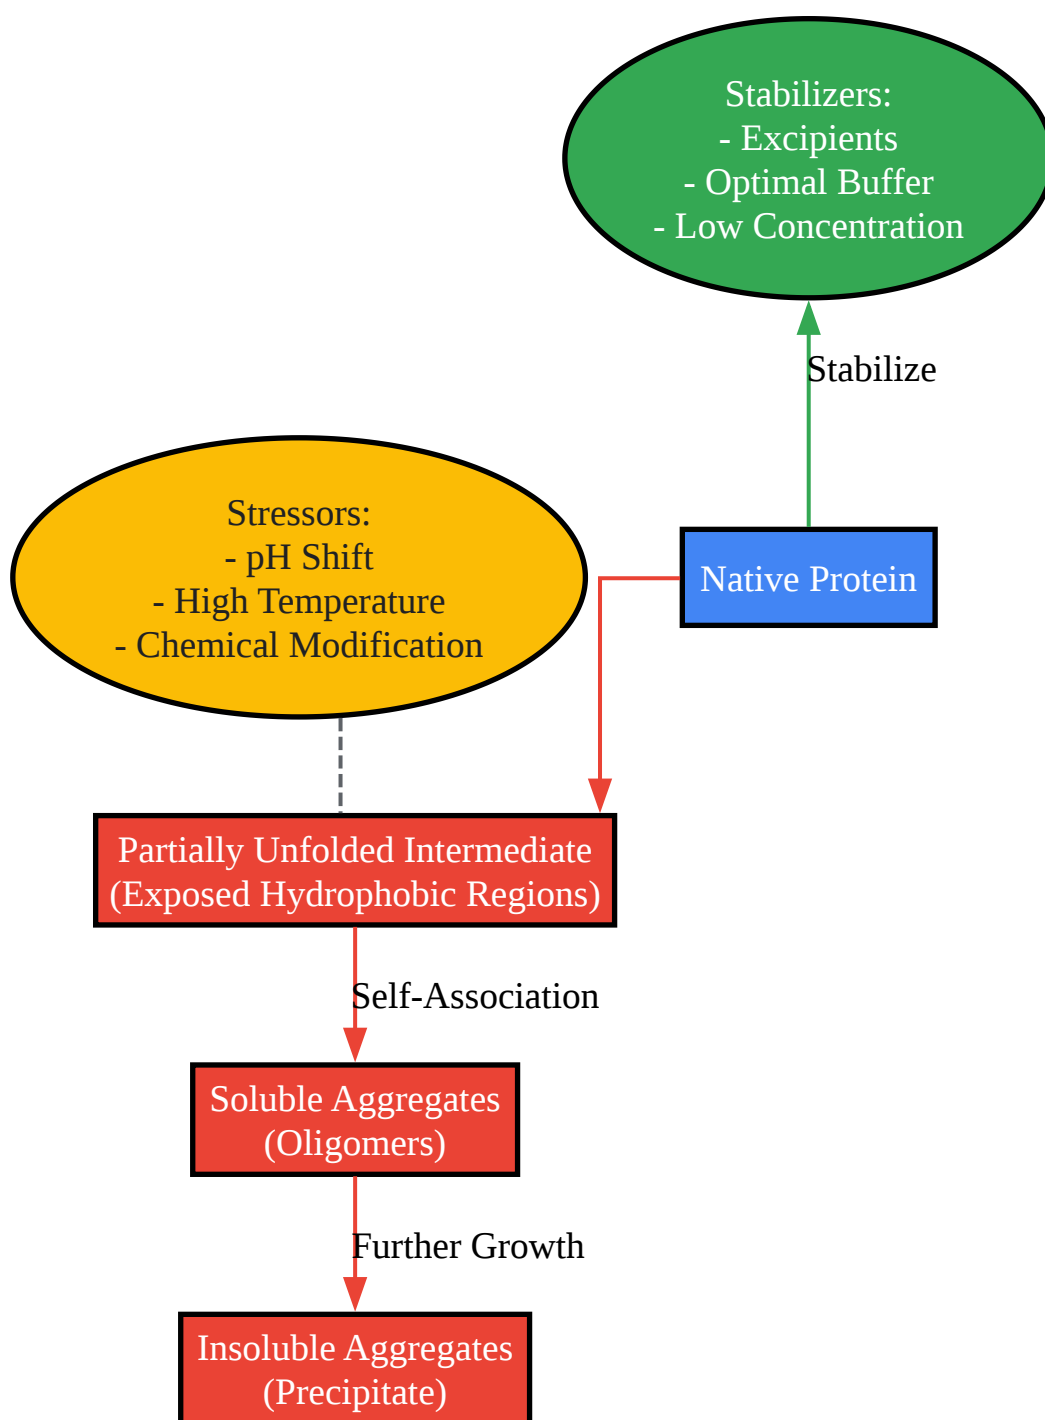 Stabilizers:
- Excipients
- Optimal Buffer
- Low Concentration
Stabilize
Stressors:
- pH Shift
- High Temperature
- Chemical Modification
Native Protein
Partially Unfolded Intermediate
(Exposed Hydrophobic Regions)
Self-Association
Soluble Aggregates
(Oligomers)
Further Growth
Insoluble Aggregates
(Precipitate)